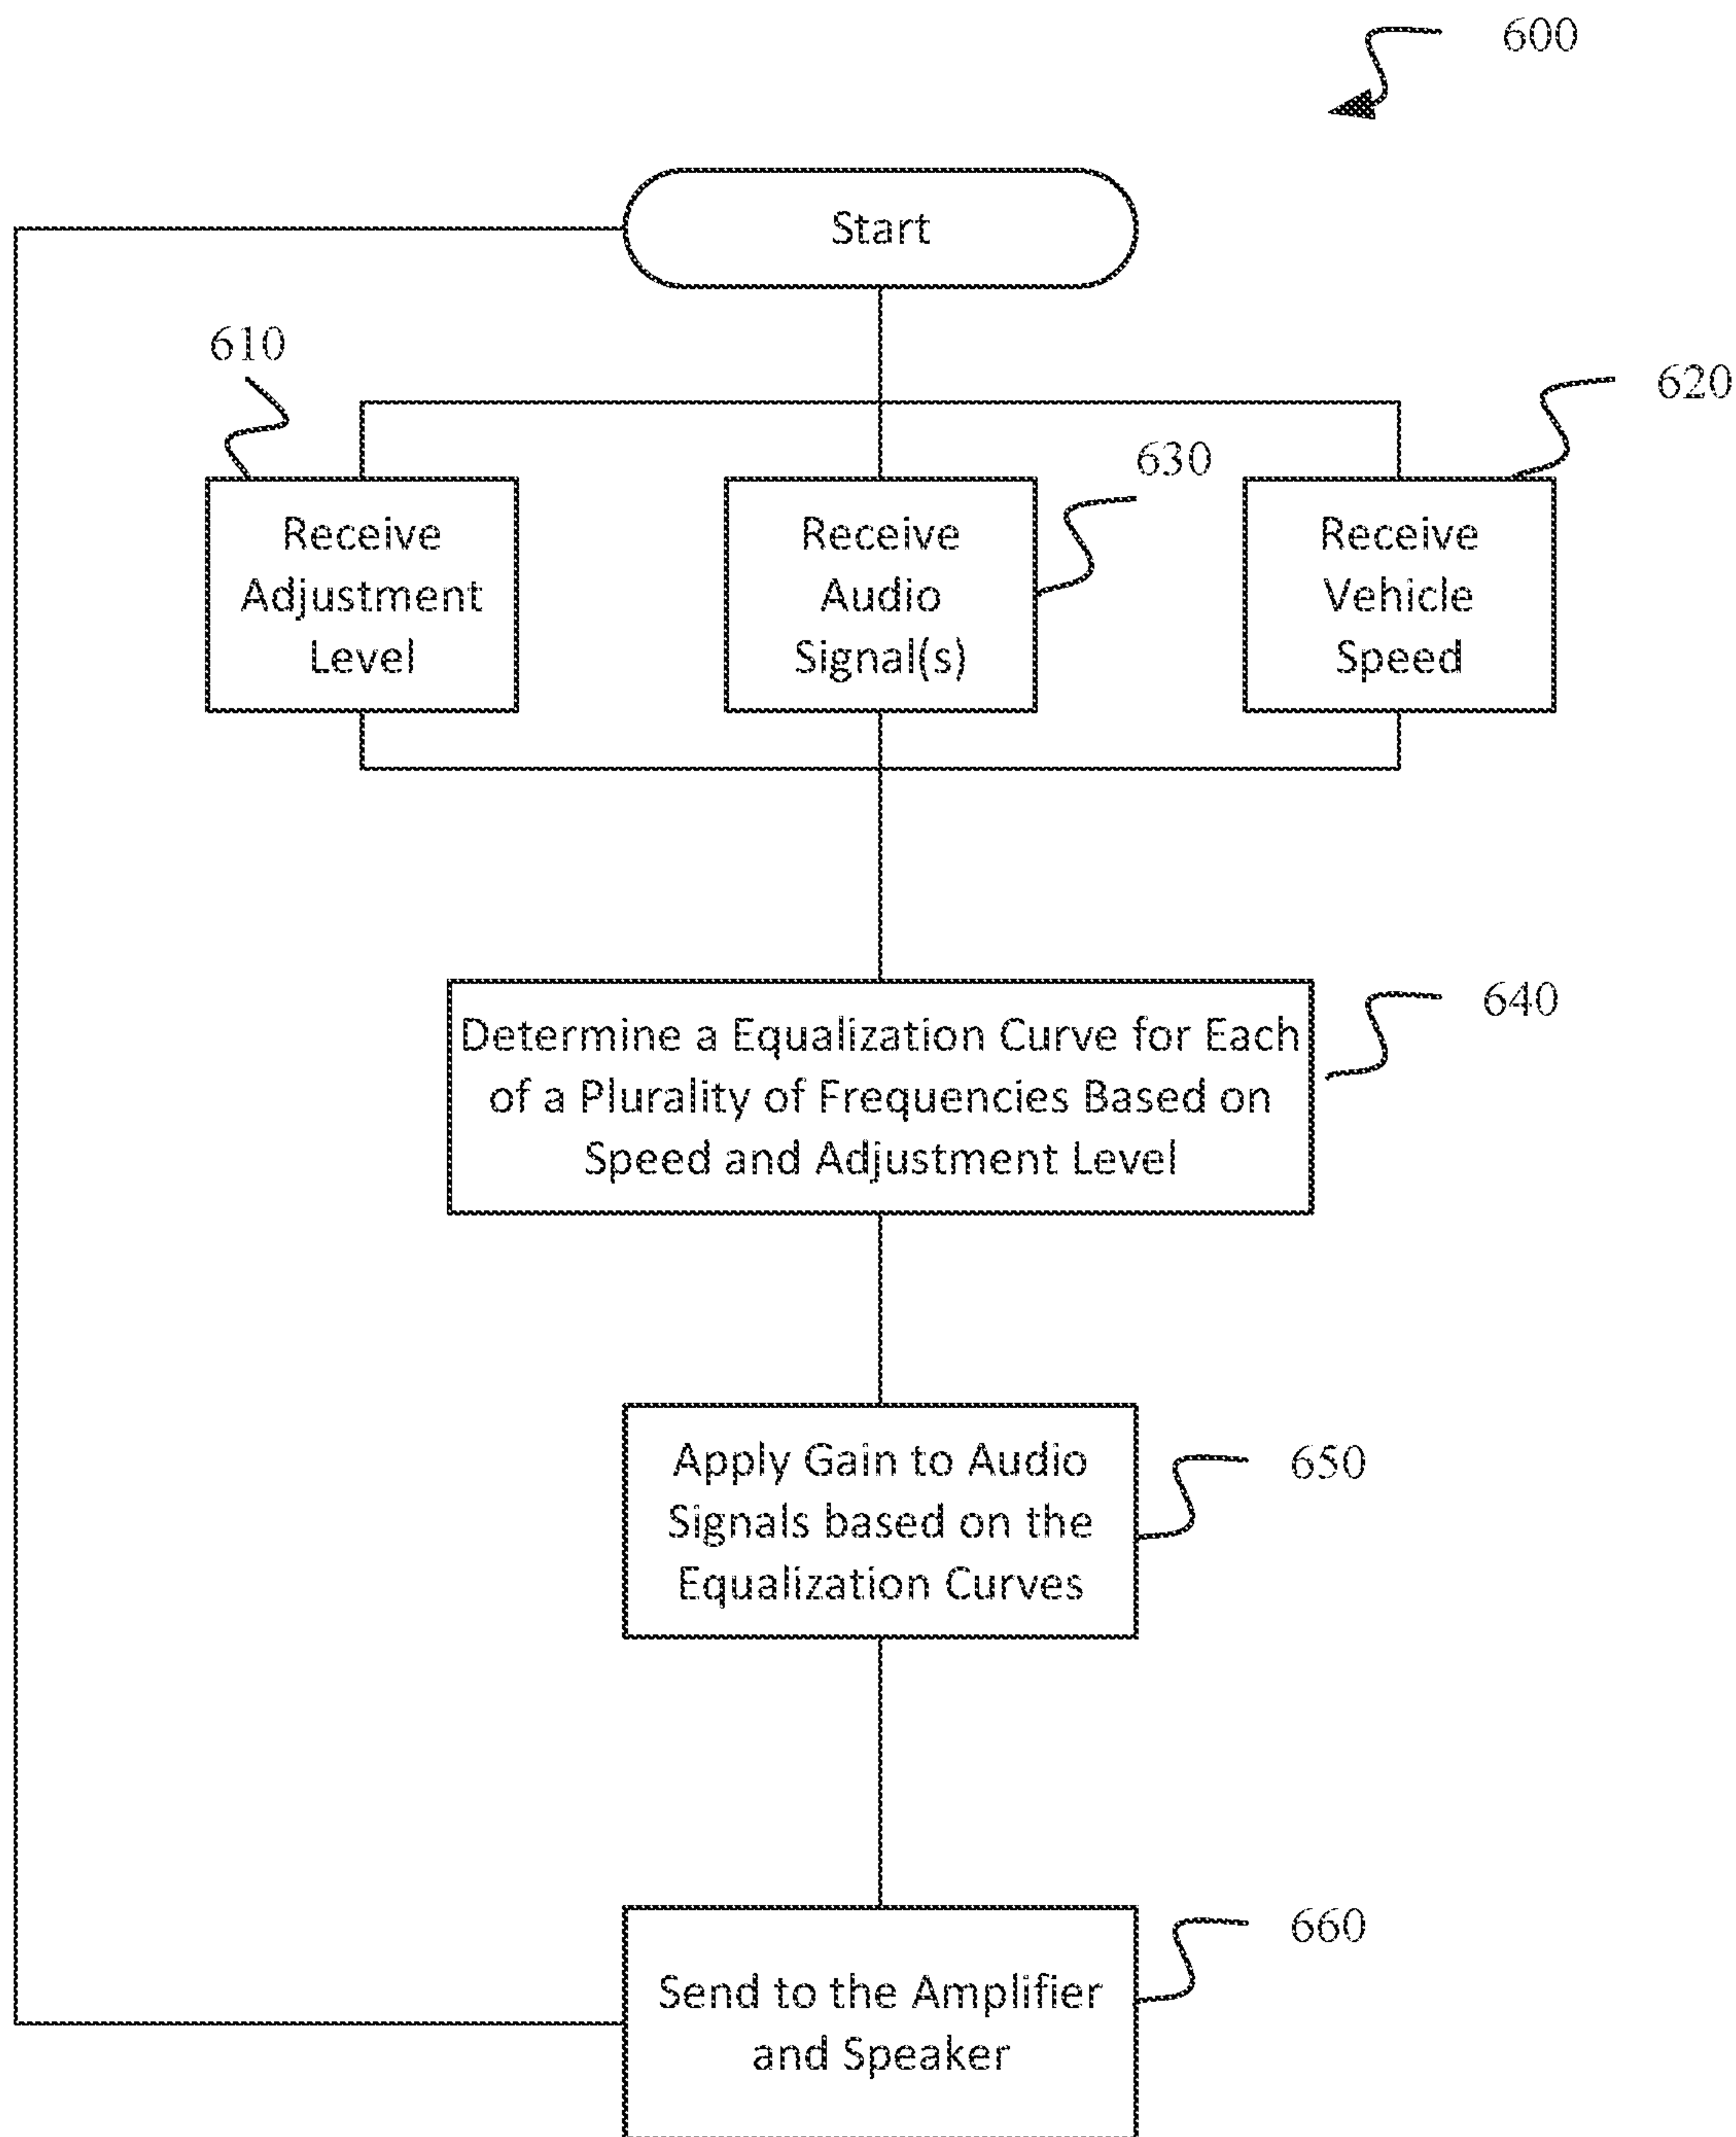 600
Start
610
620
630
Receive
Adjustment
Level
Receive
Audio
Signal(s)
Receive
Vehicle
Speed
640
Determine a Equalization Curve for Each
of a Plurality of Frequencies Based on
Speed and Adjustment Level
650
Apply Gain to Audio
Signals based on the
Equalization Curves
660
Send to the Amplifier
and Speaker